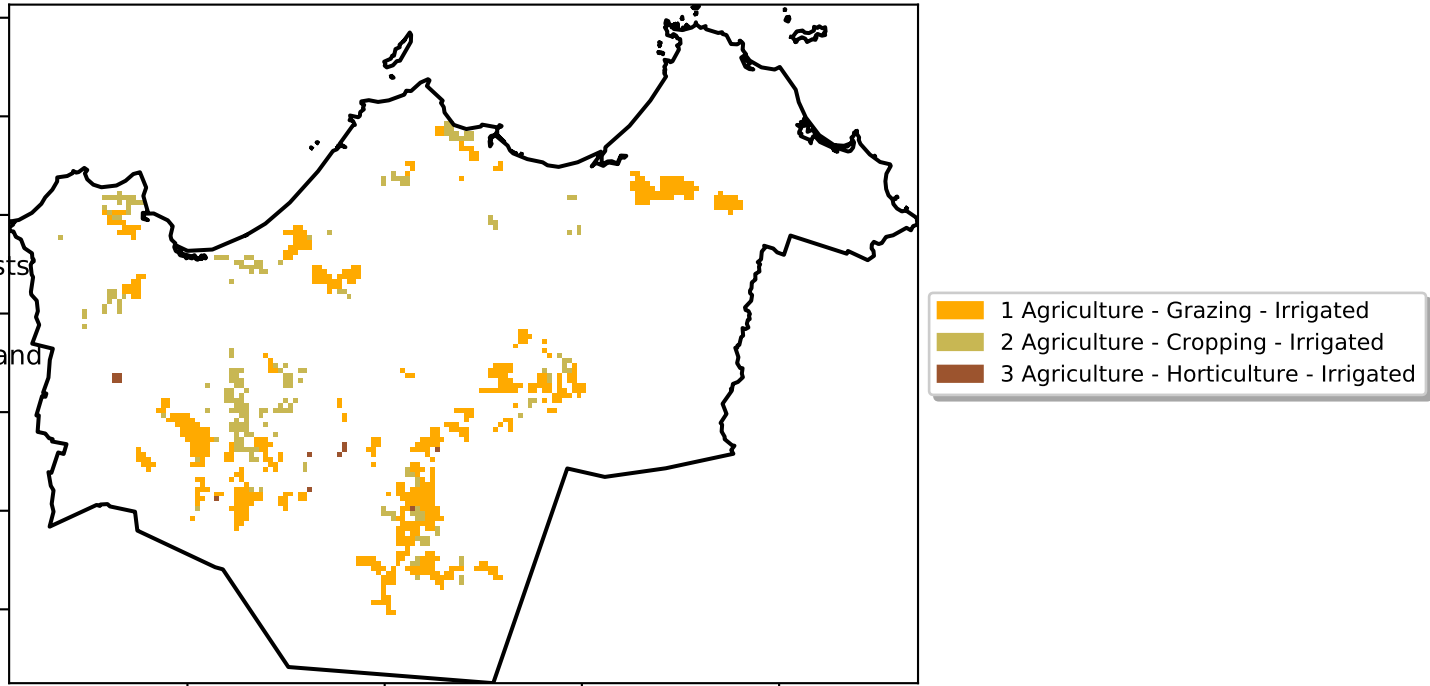 sts
and
1 Agriculture - Grazing - Irrigated
2 Agriculture - Cropping - Irrigated
3 Agriculture - Horticulture - Irrigated